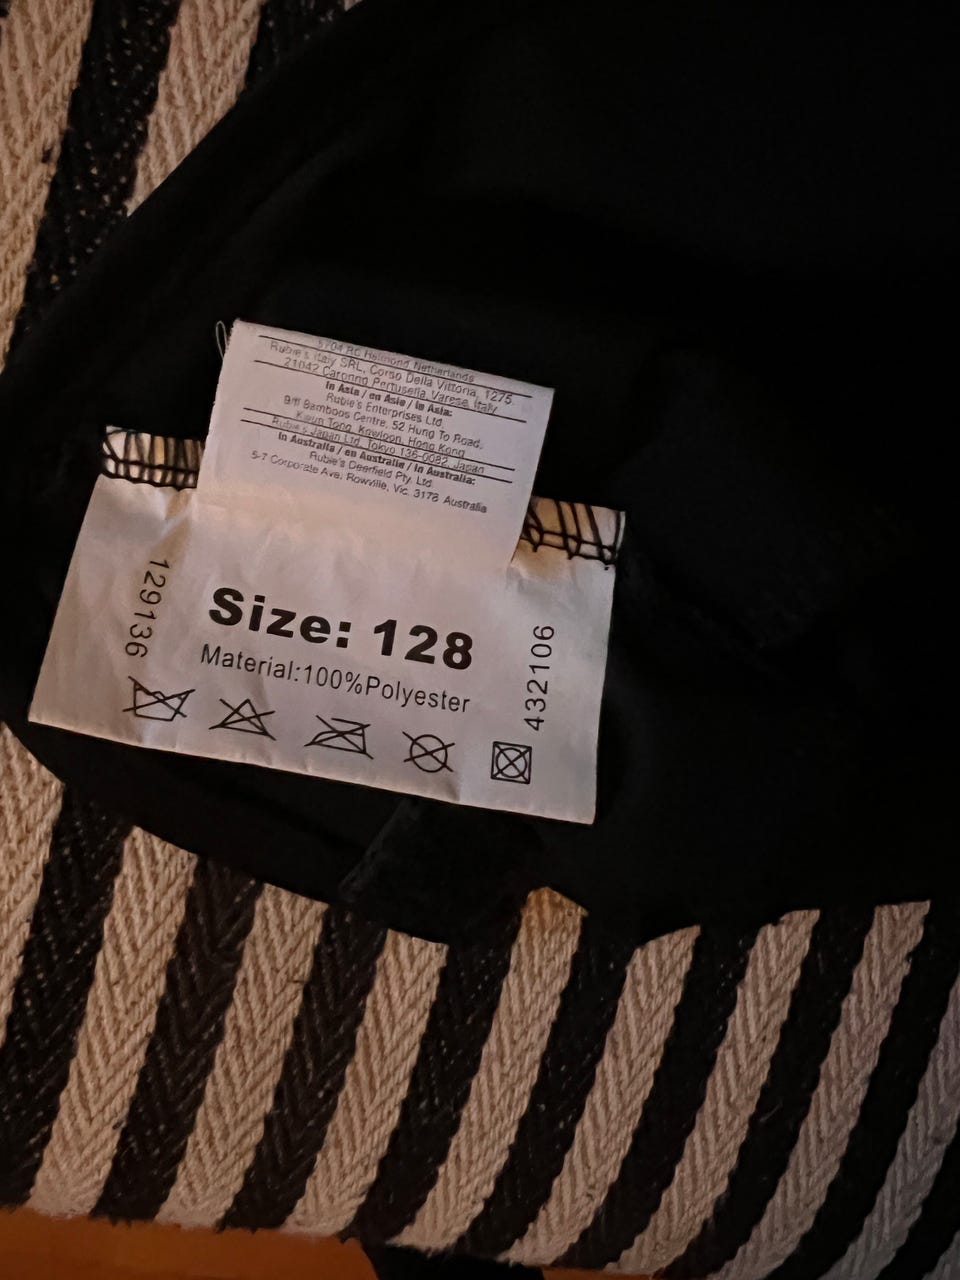 5704 RC Helmond Netherlands
Rubie's Italy SRL, Corso Della Vittoria, 1275
21042 Caronno Pertusella Varese, Italy
In Asia / en Asie / in Asia:
Rubie's Enterprises Ltd.
9/fl Bamboos Centre, 52 Hung To Road,
Kwun Tong, Kowloon, Hong Kong
Rubie's Japan Ltd, Tokyo 136-0082, Japan
In Australia / en Australie / in Australia:
Rubie's Deerfield Pty. Ltd.
5-7 Corporate Ave, Rowville, Vic. 3178 Australia
129136
Size: 128
Material:100%Polyester
432106